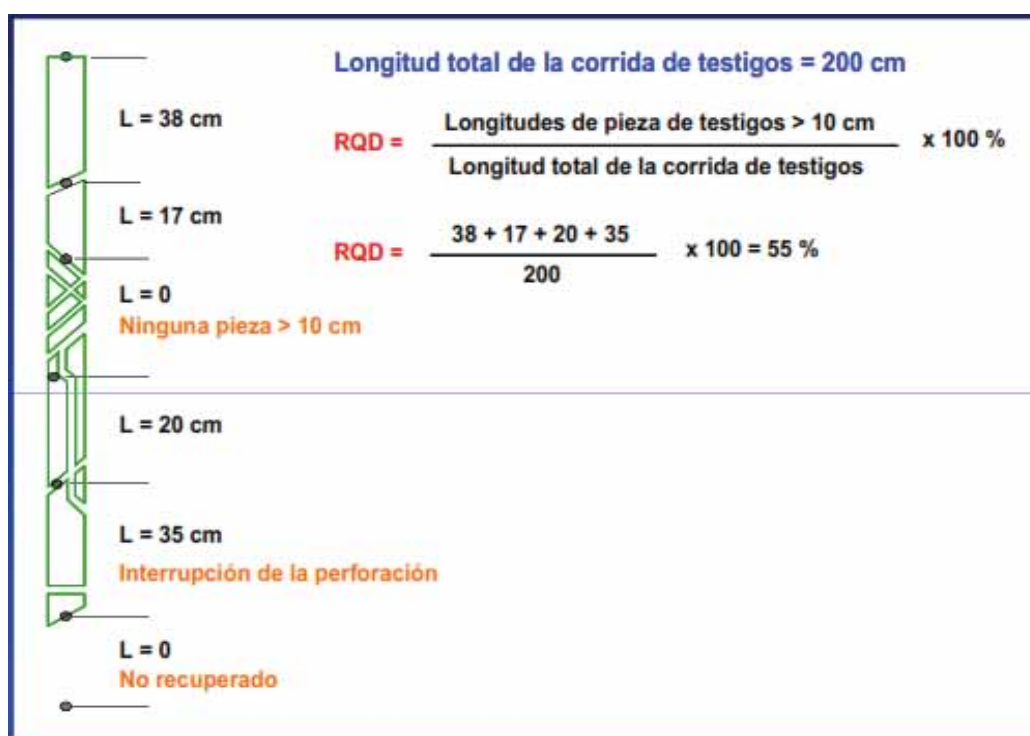 Longitud total de la corrida de testigos = 200 cm
RQD = Longitudes de pieza de testigos > 10 cm x 100 %
Longitud total de la corrida de testigos
RQD = 38 + 17 + 20 + 35 x 100 = 55 %
200
L = 38 cm
L = 17 cm
L = 0
Ninguna pieza > 10 cm
L = 20 cm
L = 35 cm
Interrupción de la perforación
L = 0
No recuperado